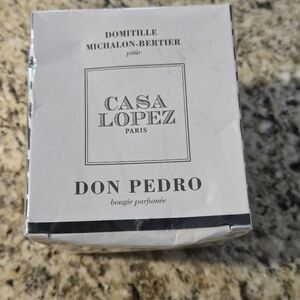 DOMITILLE
MICHALON-BERTIER
pour
CASA
LOPEZ
PARIS
DON PEDRO
bougie parfumée